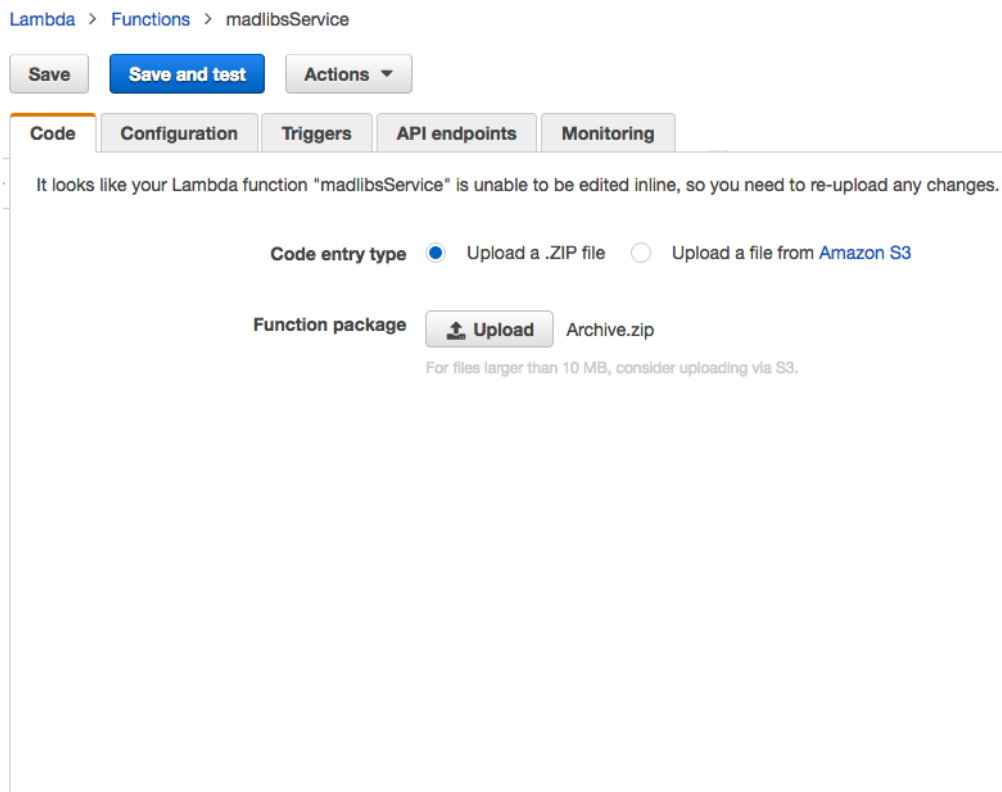 Lambda > Functions > madlibsService
Save Save and test Actions
Code Configuration Triggers API endpoints Monitoring
It looks like your Lambda function "madlibsService" is unable to be edited inline, so you need to re-upload any changes.
Code entry type Upload a .ZIP file Upload a file from Amazon S3
Function package Upload Archive.zip
For files larger than 10 MB, consider uploading via S3.